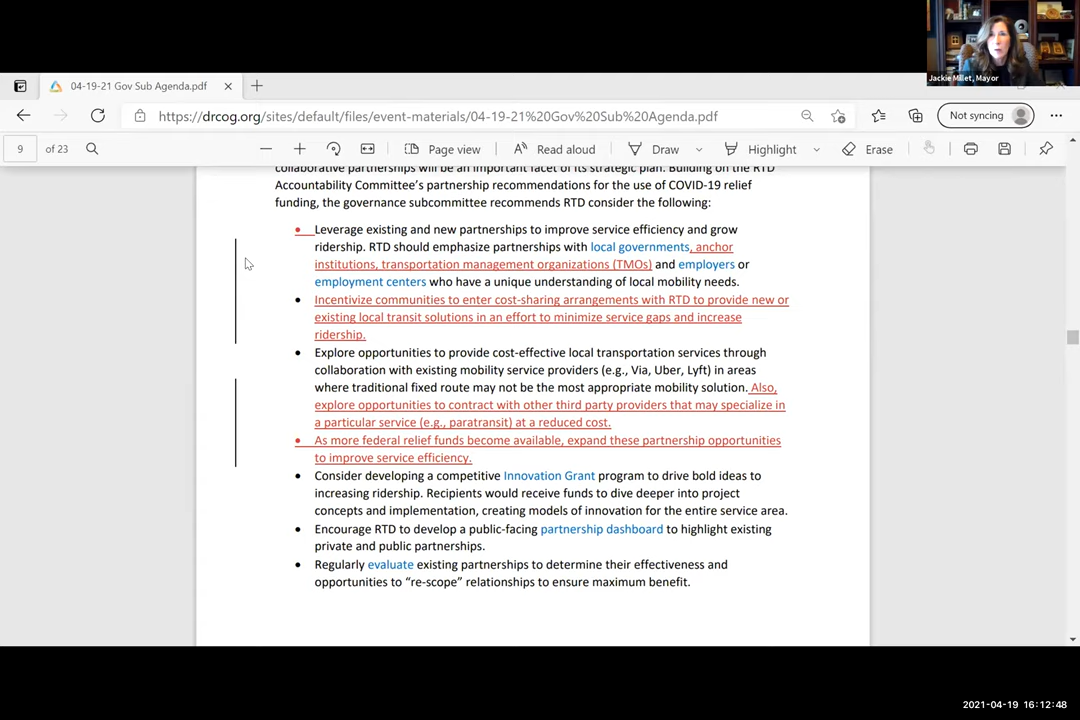 Jackie Millet, Mayor
04-19-21 Gov Sub Agenda.pdf
https://drcog.org/sites/default/files/event-materials/04-19-21%20Gov%20Sub%20Agenda.pdf
Not syncing
9 of 23
Page view
Read aloud
Draw
Highlight
Erase
collaborative partnerships will be an important facet of its strategic plan. Building on the RTD
Accountability Committee’s partnership recommendations for the use of COVID-19 relief
funding, the governance subcommittee recommends RTD consider the following:
• Leverage existing and new partnerships to improve service efficiency and grow
ridership. RTD should emphasize partnerships with local governments, anchor
institutions, transportation management organizations (TMOs) and employers or
employment centers who have a unique understanding of local mobility needs.
• Incentivize communities to enter cost-sharing arrangements with RTD to provide new or
existing local transit solutions in an effort to minimize service gaps and increase
ridership.
• Explore opportunities to provide cost-effective local transportation services through
collaboration with existing mobility service providers (e.g., Via, Uber, Lyft) in areas
where traditional fixed route may not be the most appropriate mobility solution. Also,
explore opportunities to contract with other third party providers that may specialize in
a particular service (e.g., paratransit) at a reduced cost.
• As more federal relief funds become available, expand these partnership opportunities
to improve service efficiency.
• Consider developing a competitive Innovation Grant program to drive bold ideas to
increasing ridership. Recipients would receive funds to dive deeper into project
concepts and implementation, creating models of innovation for the entire service area.
• Encourage RTD to develop a public-facing partnership dashboard to highlight existing
private and public partnerships.
• Regularly evaluate existing partnerships to determine their effectiveness and
opportunities to “re-scope” relationships to ensure maximum benefit.
2021-04-19 16:12:48